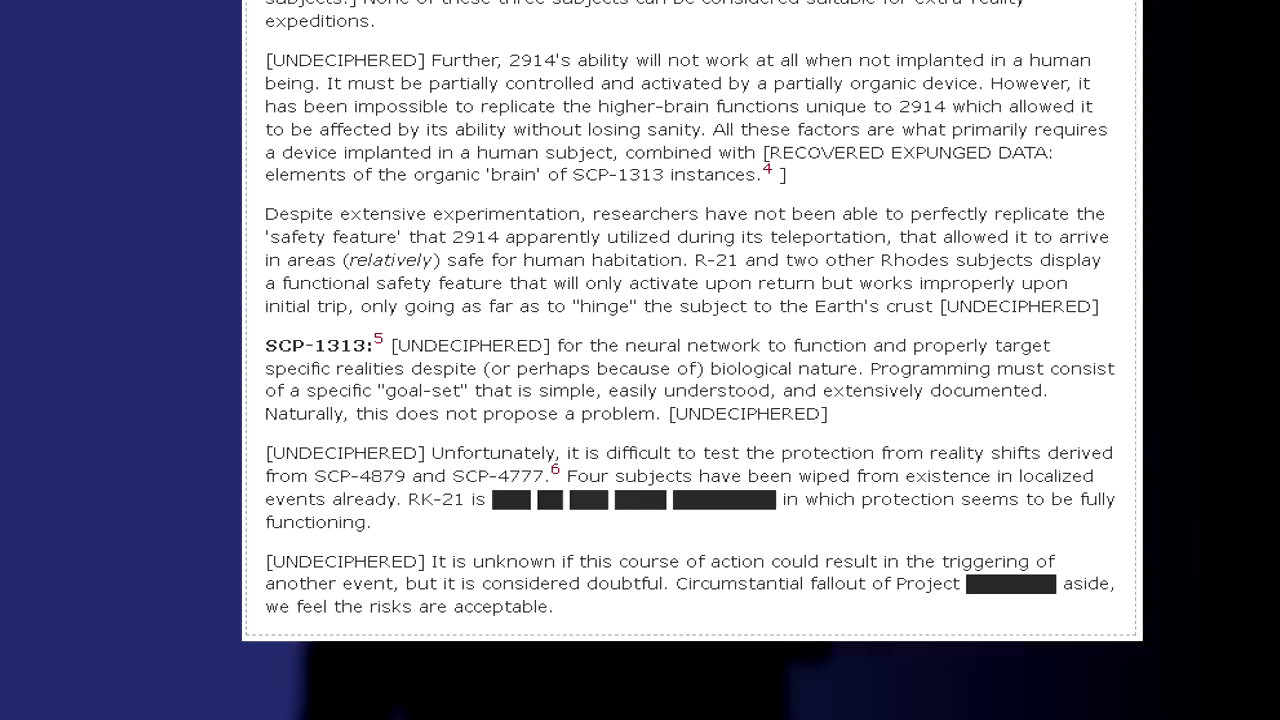 subjects.] None of these three subjects can be considered suitable for extra-reality
expeditions.
[UNDECIPHERED] Further, 2914's ability will not work at all when not implanted in a human
being. It must be partially controlled and activated by a partially organic device. However, it
has been impossible to replicate the higher-brain functions unique to 2914 which allowed it
to be affected by its ability without losing sanity. All these factors are what primarily requires
a device implanted in a human subject, combined with [RECOVERED EXPUNGED DATA:
elements of the organic 'brain' of SCP-1313 instances.4 ]
Despite extensive experimentation, researchers have not been able to perfectly replicate the
'safety feature' that 2914 apparently utilized during its teleportation, that allowed it to arrive
in areas (relatively) safe for human habitation. R-21 and two other Rhodes subjects display
a functional safety feature that will only activate upon return but works improperly upon
initial trip, only going as far as to "hinge" the subject to the Earth's crust [UNDECIPHERED]
SCP-1313:5 [UNDECIPHERED] for the neural network to function and properly target
specific realities despite (or perhaps because of) biological nature. Programming must consist
of a specific "goal-set" that is simple, easily understood, and extensively documented.
Naturally, this does not propose a problem. [UNDECIPHERED]
[UNDECIPHERED] Unfortunately, it is difficult to test the protection from reality shifts derived
from SCP-4879 and SCP-4777.6 Four subjects have been wiped from existence in localized
events already. RK-21 is in which protection seems to be fully
functioning.
[UNDECIPHERED] It is unknown if this course of action could result in the triggering of
another event, but it is considered doubtful. Circumstantial fallout of Project aside,
we feel the risks are acceptable.